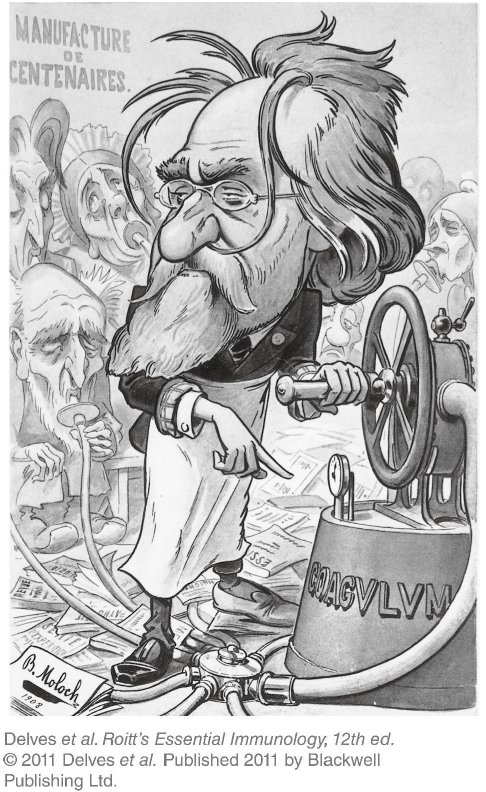 MANUFACTURE
DE
CENTENAIRES.
COAGVLVM
B. Moloch
1908
Delves et al. Roitt's Essential Immunology, 12th ed.
© 2011 Delves et al. Published 2011 by Blackwell
Publishing Ltd.